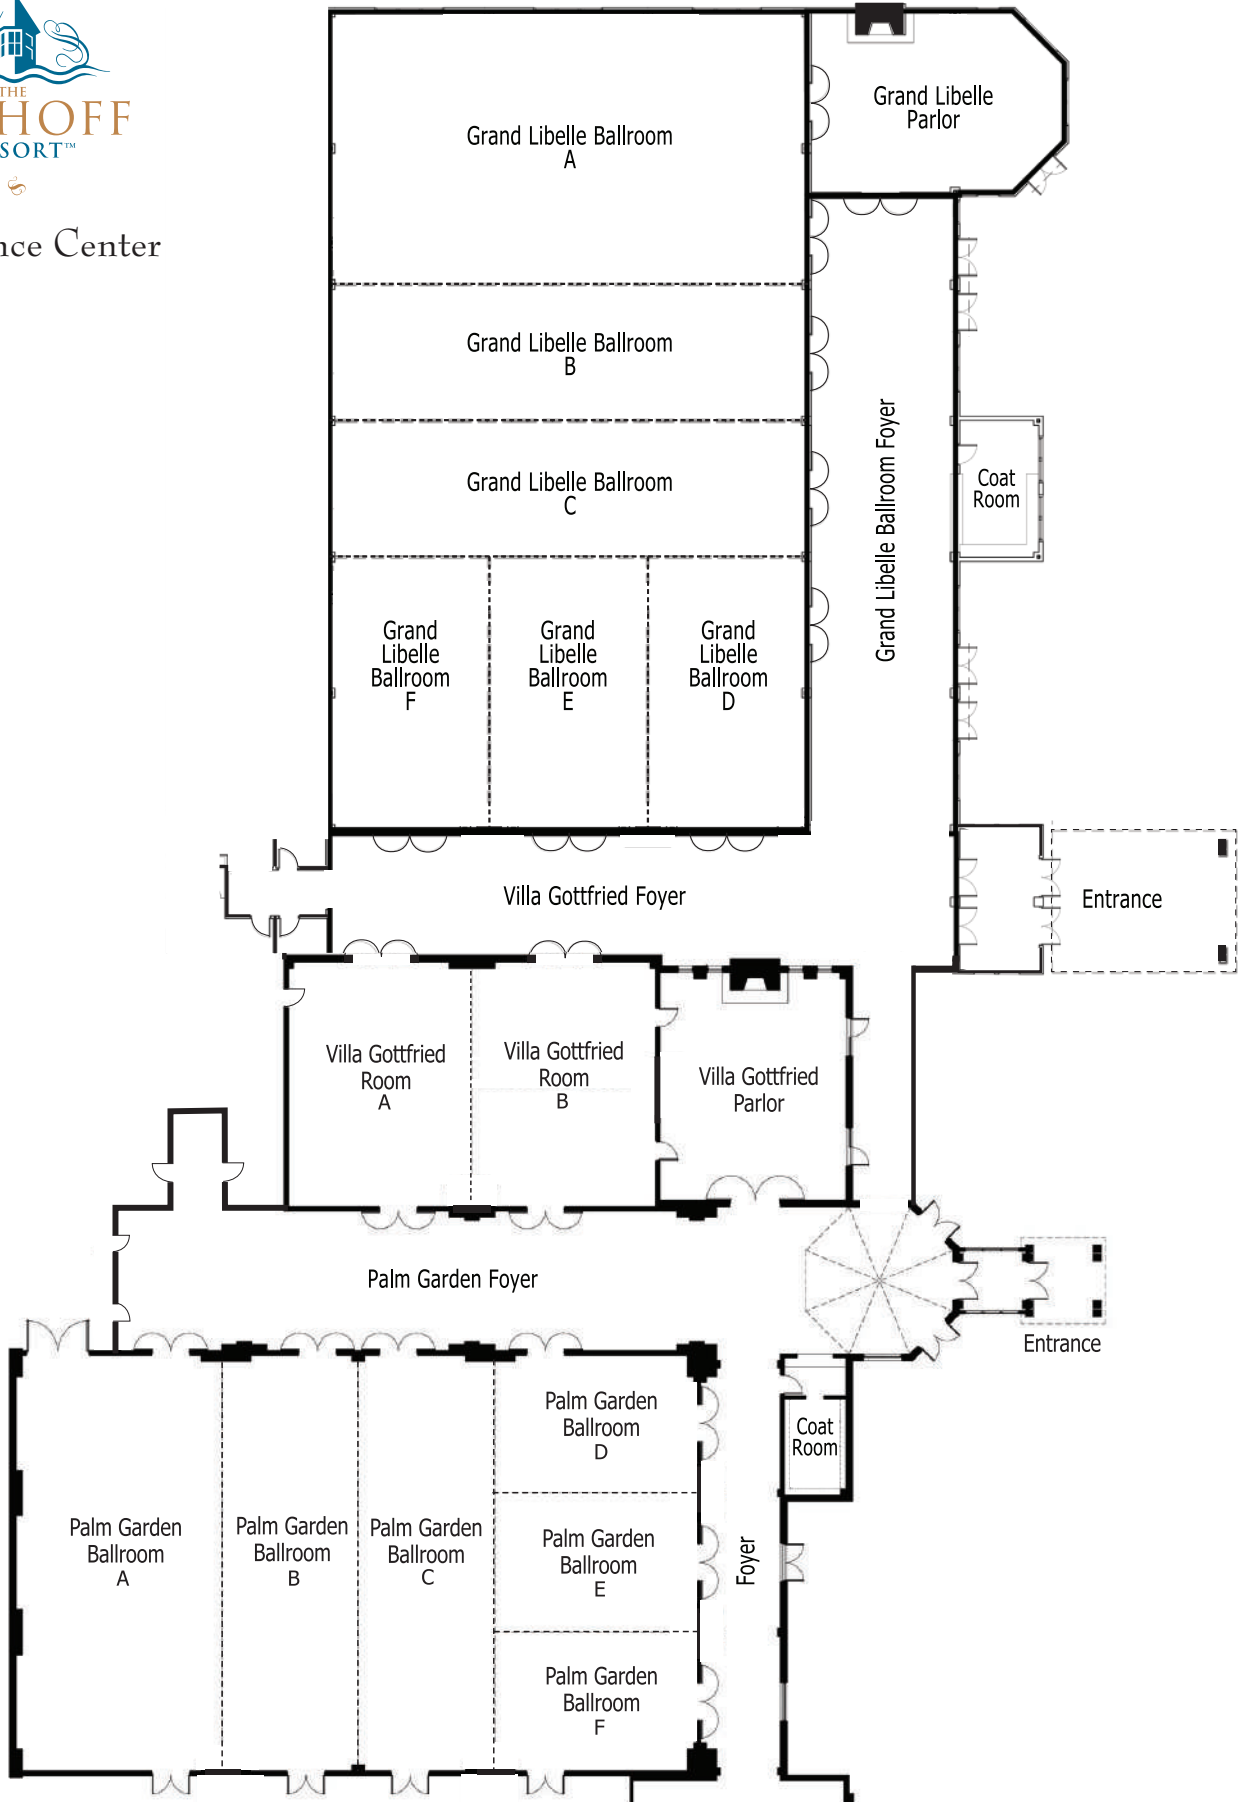 THE
HOFF
SORT™
nce Center
Grand Libelle Ballroom
A
Grand Libelle
Parlor
Grand Libelle Ballroom
B
Grand Libelle Ballroom
C
Grand Libelle Ballroom Foyer
Coat
Room
Grand
Libelle
Ballroom
F
Grand
Libelle
Ballroom
E
Grand
Libelle
Ballroom
D
Villa Gottfried Foyer
Entrance
Villa Gottfried
Room
A
Villa Gottfried
Room
B
Villa Gottfried
Parlor
Palm Garden Foyer
Entrance
Palm Garden
Ballroom
A
Palm Garden
Ballroom
B
Palm Garden
Ballroom
C
Palm Garden
Ballroom
D
Palm Garden
Ballroom
E
Palm Garden
Ballroom
F
Coat
Room
Foyer